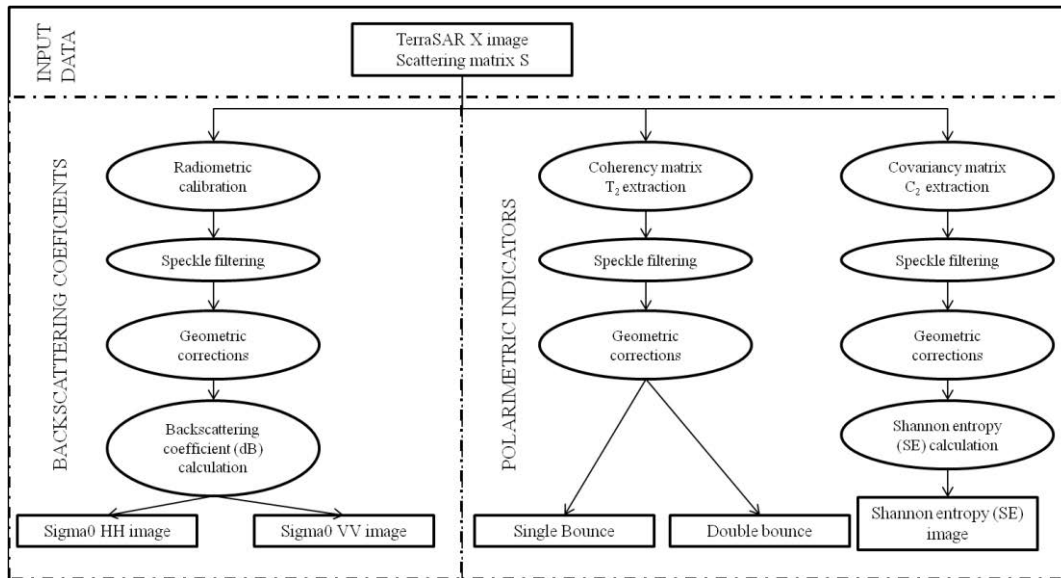 INPUT
DATA
TerraSAR X image
Scattering matrix S
BACKSCATTERING COEFICIENTS
Radiometric
calibration
Speckle filtering
Geometric
corrections
Backscattering
coefficient (dB)
calculation
Sigma0 HH image
Sigma0 VV image
POLARIMETRIC INDICATORS
Coherency matrix
T₂ extraction
Speckle filtering
Geometric
corrections
Single Bounce
Double bounce
Covariancy matrix
C₂ extraction
Speckle filtering
Geometric
corrections
Shannon entropy
(SE) calculation
Shannon entropy (SE)
image